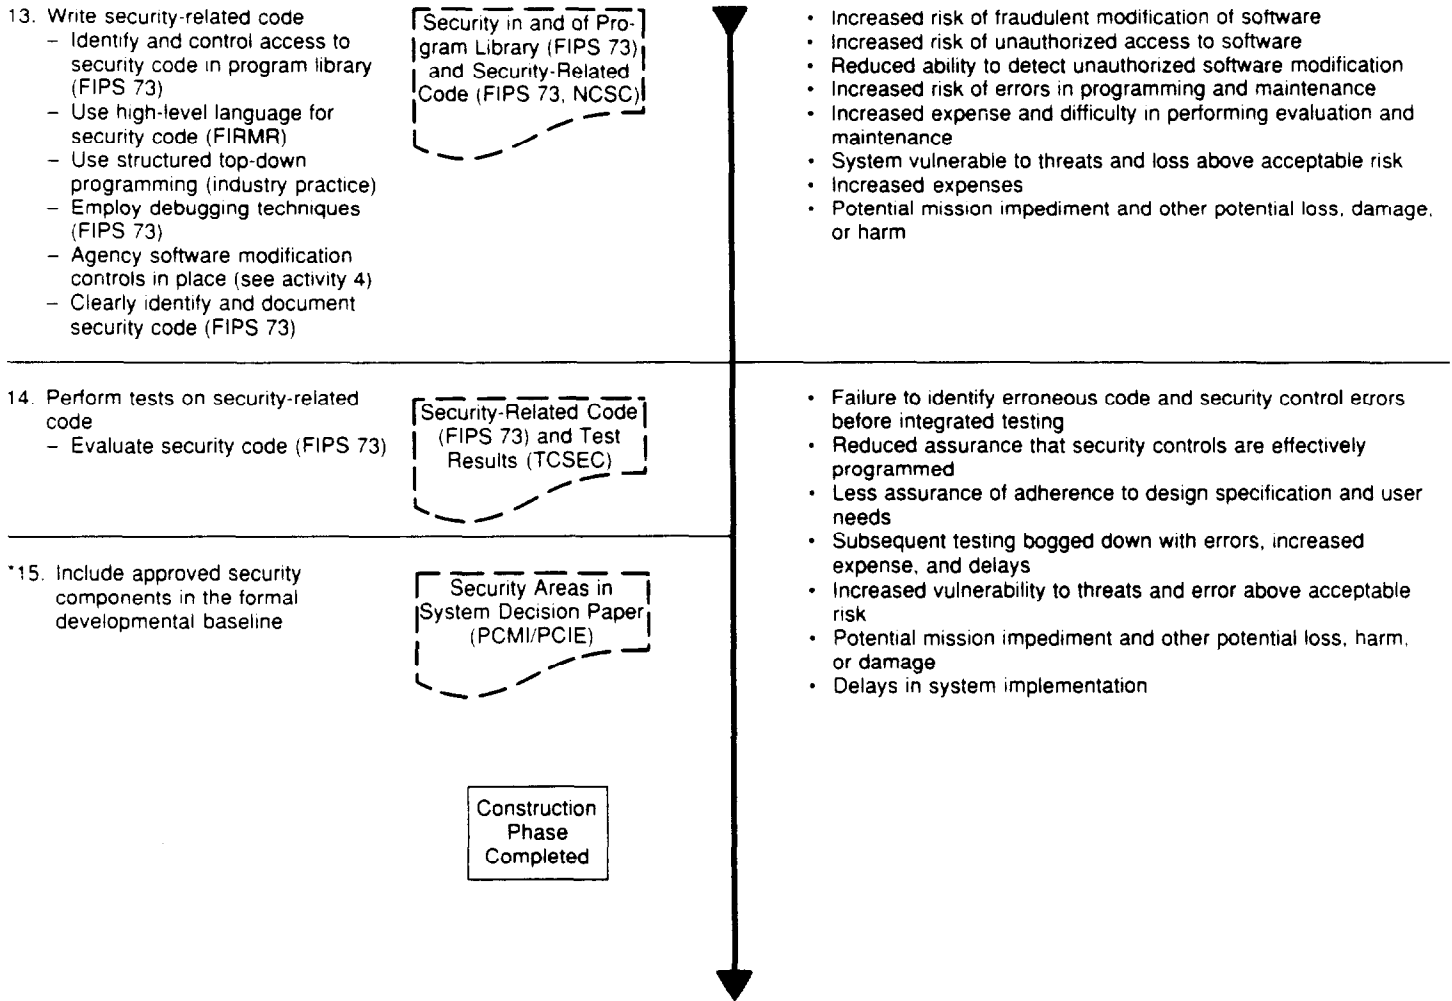 13. Write security-related code
– Identify and control access to
security code in program library
(FIPS 73)
– Use high-level language for
security code (FIRMR)
– Use structured top-down
programming (industry practice)
– Employ debugging techniques
(FIPS 73)
– Agency software modification
controls in place (see activity 4)
– Clearly identify and document
security code (FIPS 73)
Security in and of Pro-
gram Library (FIPS 73)
and Security-Related
Code (FIPS 73, NCSC)
• Increased risk of fraudulent modification of software
• Increased risk of unauthorized access to software
• Reduced ability to detect unauthorized software modification
• Increased risk of errors in programming and maintenance
• Increased expense and difficulty in performing evaluation and
maintenance
• System vulnerable to threats and loss above acceptable risk
• Increased expenses
• Potential mission impediment and other potential loss, damage,
or harm
14. Perform tests on security-related
code
– Evaluate security code (FIPS 73)
Security-Related Code
(FIPS 73) and Test
Results (TCSEC)
• Failure to identify erroneous code and security control errors
before integrated testing
• Reduced assurance that security controls are effectively
programmed
• Less assurance of adherence to design specification and user
needs
• Subsequent testing bogged down with errors, increased
expense, and delays
• Increased vulnerability to threats and error above acceptable
risk
• Potential mission impediment and other potential loss, harm,
or damage
• Delays in system implementation
*15. Include approved security
components in the formal
developmental baseline
Security Areas in
System Decision Paper
(PCMI/PCIE)
Construction
Phase
Completed